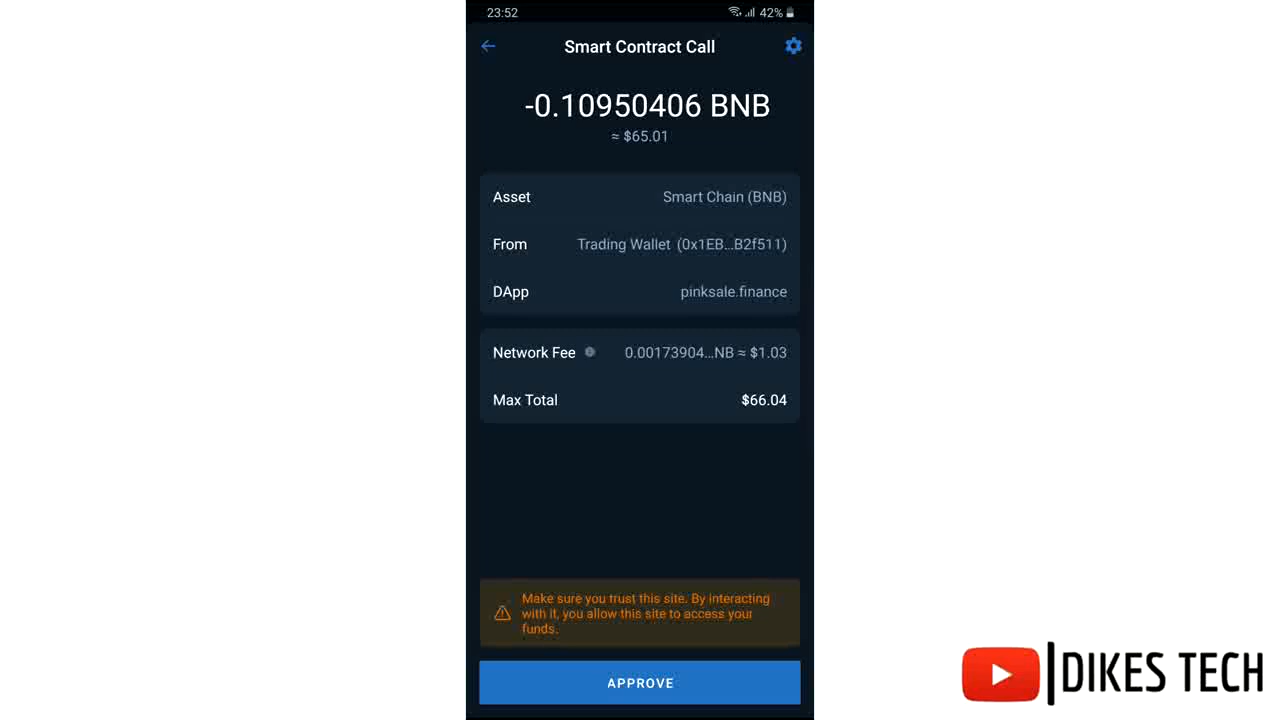 23:52
42%
Smart Contract Call
-0.10950406 BNB
≈ $65.01
Asset Smart Chain (BNB)
From Trading Wallet (0x1EB...B2f511)
DApp pinksale.finance
Network Fee 0.00173904...NB ≈ $1.03
Max Total $66.04
Make sure you trust this site. By interacting
with it, you allow this site to access your
funds.
APPROVE
DIKES TECH